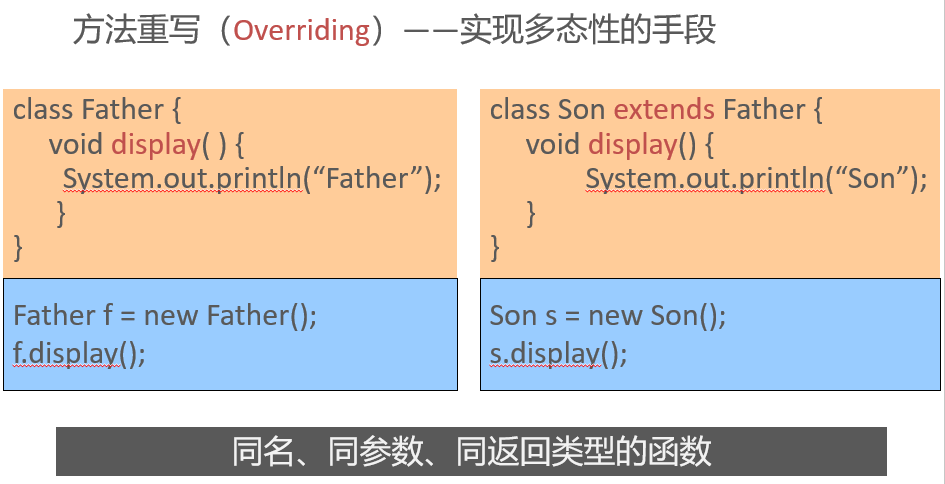 方法重写（Overriding）——实现多态性的手段
class Father {
void display( ) {
System.out.println(“Father”);
}
}
Father f = new Father();
f.display();
class Son extends Father {
void display() {
System.out.println(“Son”);
}
}
Son s = new Son();
s.display();
同名、同参数、同返回类型的函数